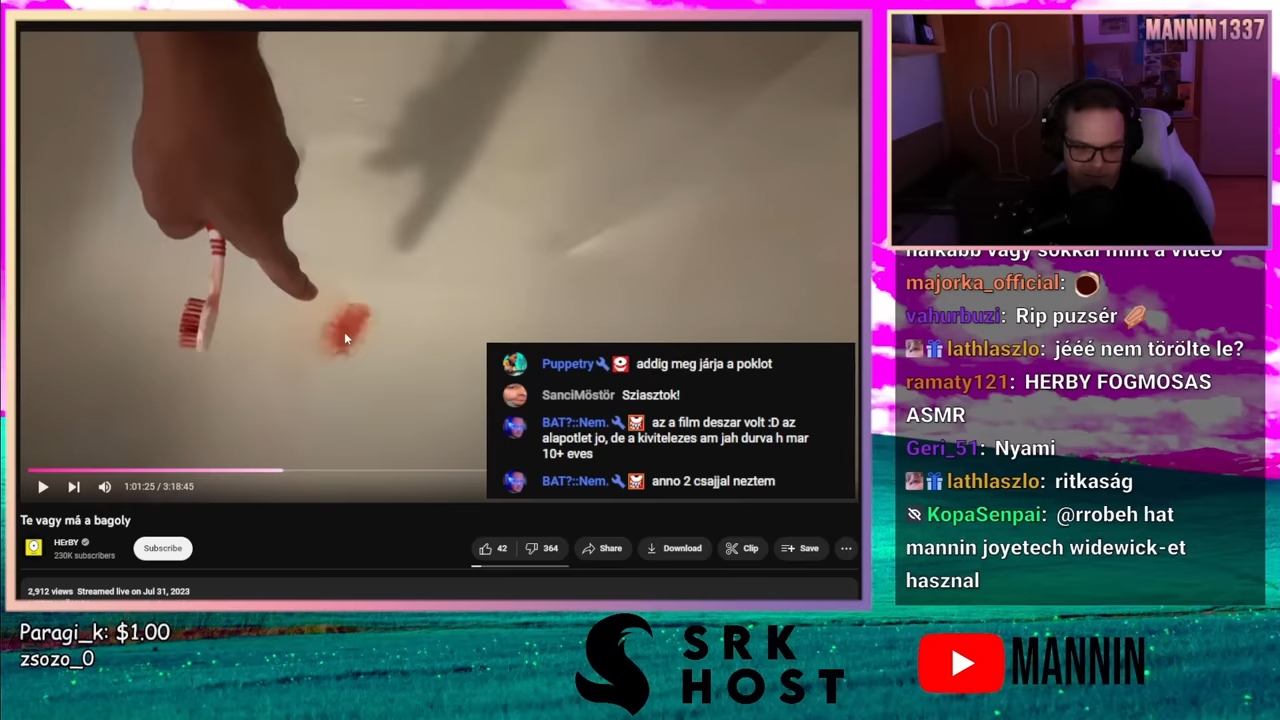 MANNIN1337
halkabb vagy sokkal mint a video
majorka_official:
vahurbuzi: Rip puzsér
lathlaszlo: jééé nem törölte le?
ramaty121: HERBY FOGMOSAS
ASMR
Geri_51: Nyami
lathlaszlo: ritkaság
KopaSenpai: @rrobeh hat
mannin joyetech widewick-et
hasznal
Puppetry addig meg járja a poklot
SanciMöstör Sziasztok!
BAT?::Nem. az a film deszar volt :D az
alapotlet jo, de a kivitelezes am jah durva h mar
10+ eves
BAT?::Nem. anno 2 csajjal neztem
1:01:25 / 3:18:45
Te vagy má a bagoly
HErBY
230K subscribers
Subscribe
42
364
Share
Download
Clip
Save
2,912 views Streamed live on Jul 31, 2023
Paragi_k: $1.00
zsozo_0
SRK
HOST
MANNIN